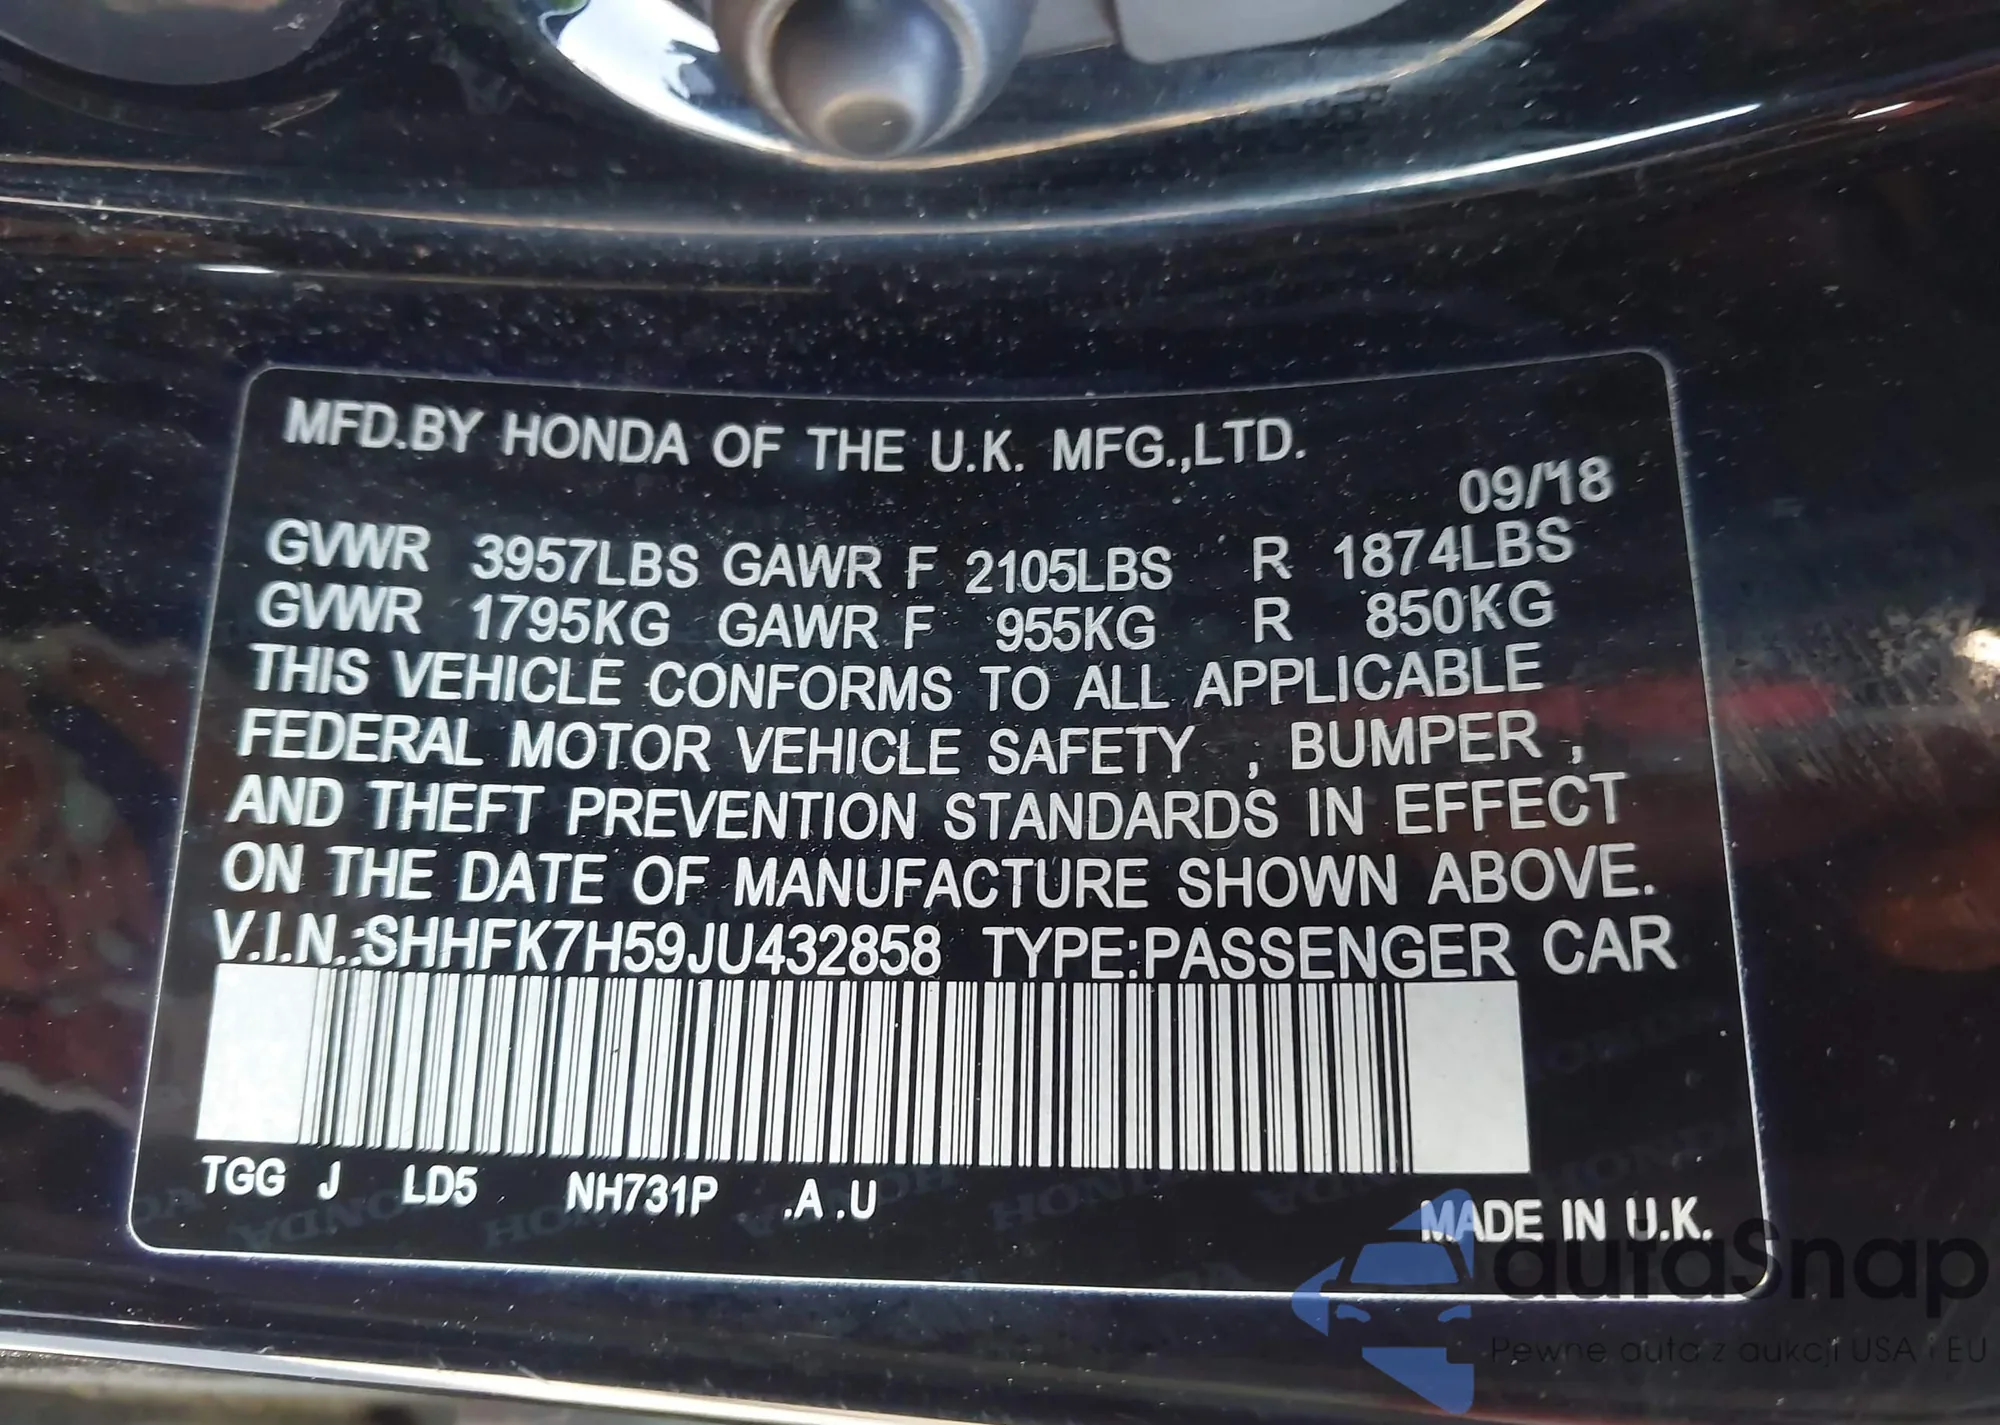 MFD.BY HONDA OF THE U.K. MFG.,LTD.
09/'18
GVWR 3957LBS GAWR F 2105LBS R 1874LBS
GVWR 1795KG GAWR F 955KG R 850KG
THIS VEHICLE CONFORMS TO ALL APPLICABLE
FEDERAL MOTOR VEHICLE SAFETY , BUMPER ,
AND THEFT PREVENTION STANDARDS IN EFFECT
ON THE DATE OF MANUFACTURE SHOWN ABOVE.
V.I.N.:SHHFK7H59JU432858 TYPE:PASSENGER CAR
TGG J LD5 NH731P .A .U
MADE IN U.K.
autaSnap
Pewne auta z aukcji USA i EU